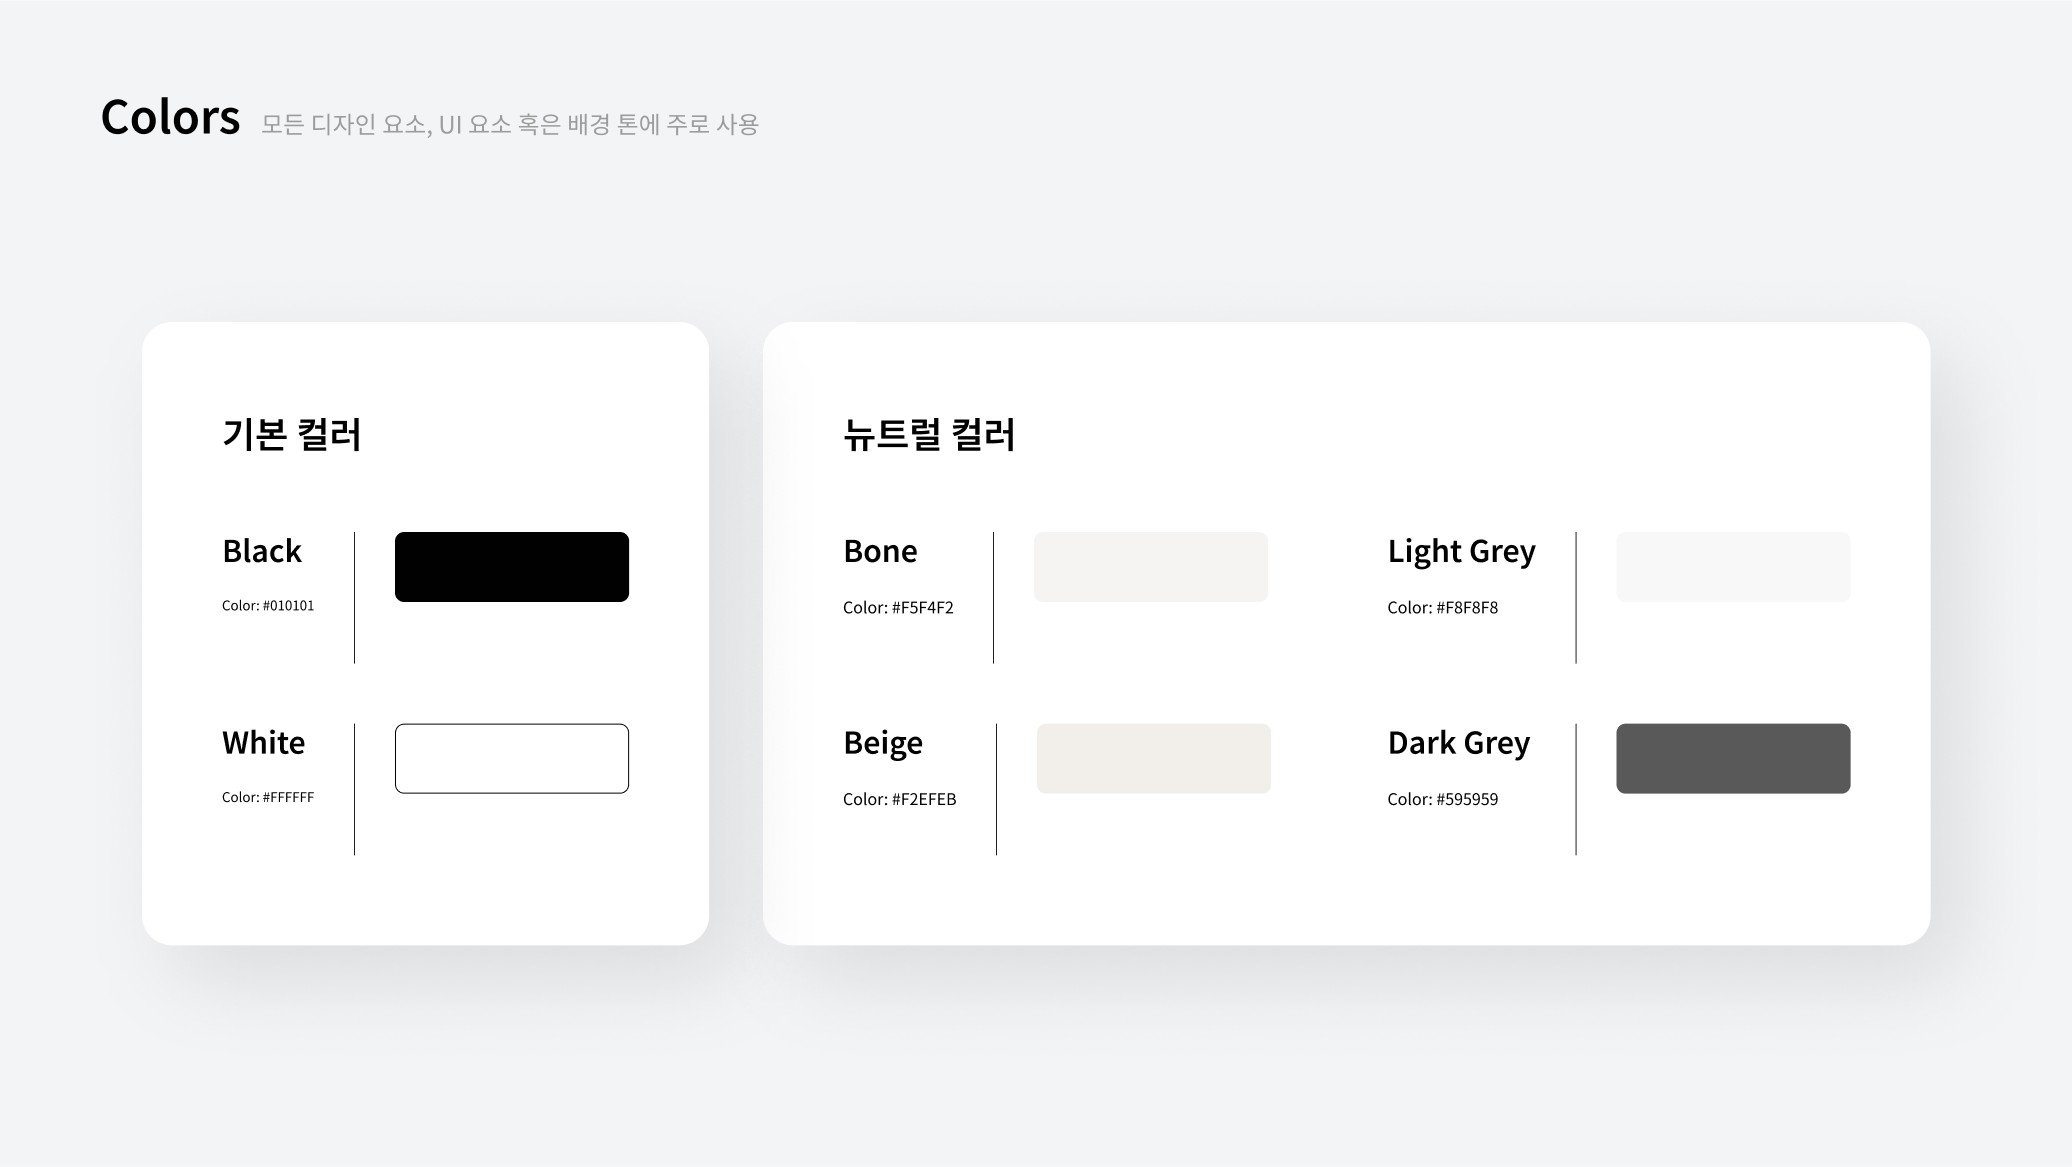 Colors 모든 디자인 요소, UI 요소 혹은 배경 톤에 주로 사용
기본 컬러
Black
Color: #010101
White
Color: #FFFFFF
뉴트럴 컬러
Bone
Color: #F5F4F2
Light Grey
Color: #F8F8F8
Beige
Color: #F2EFEB
Dark Grey
Color: #595959